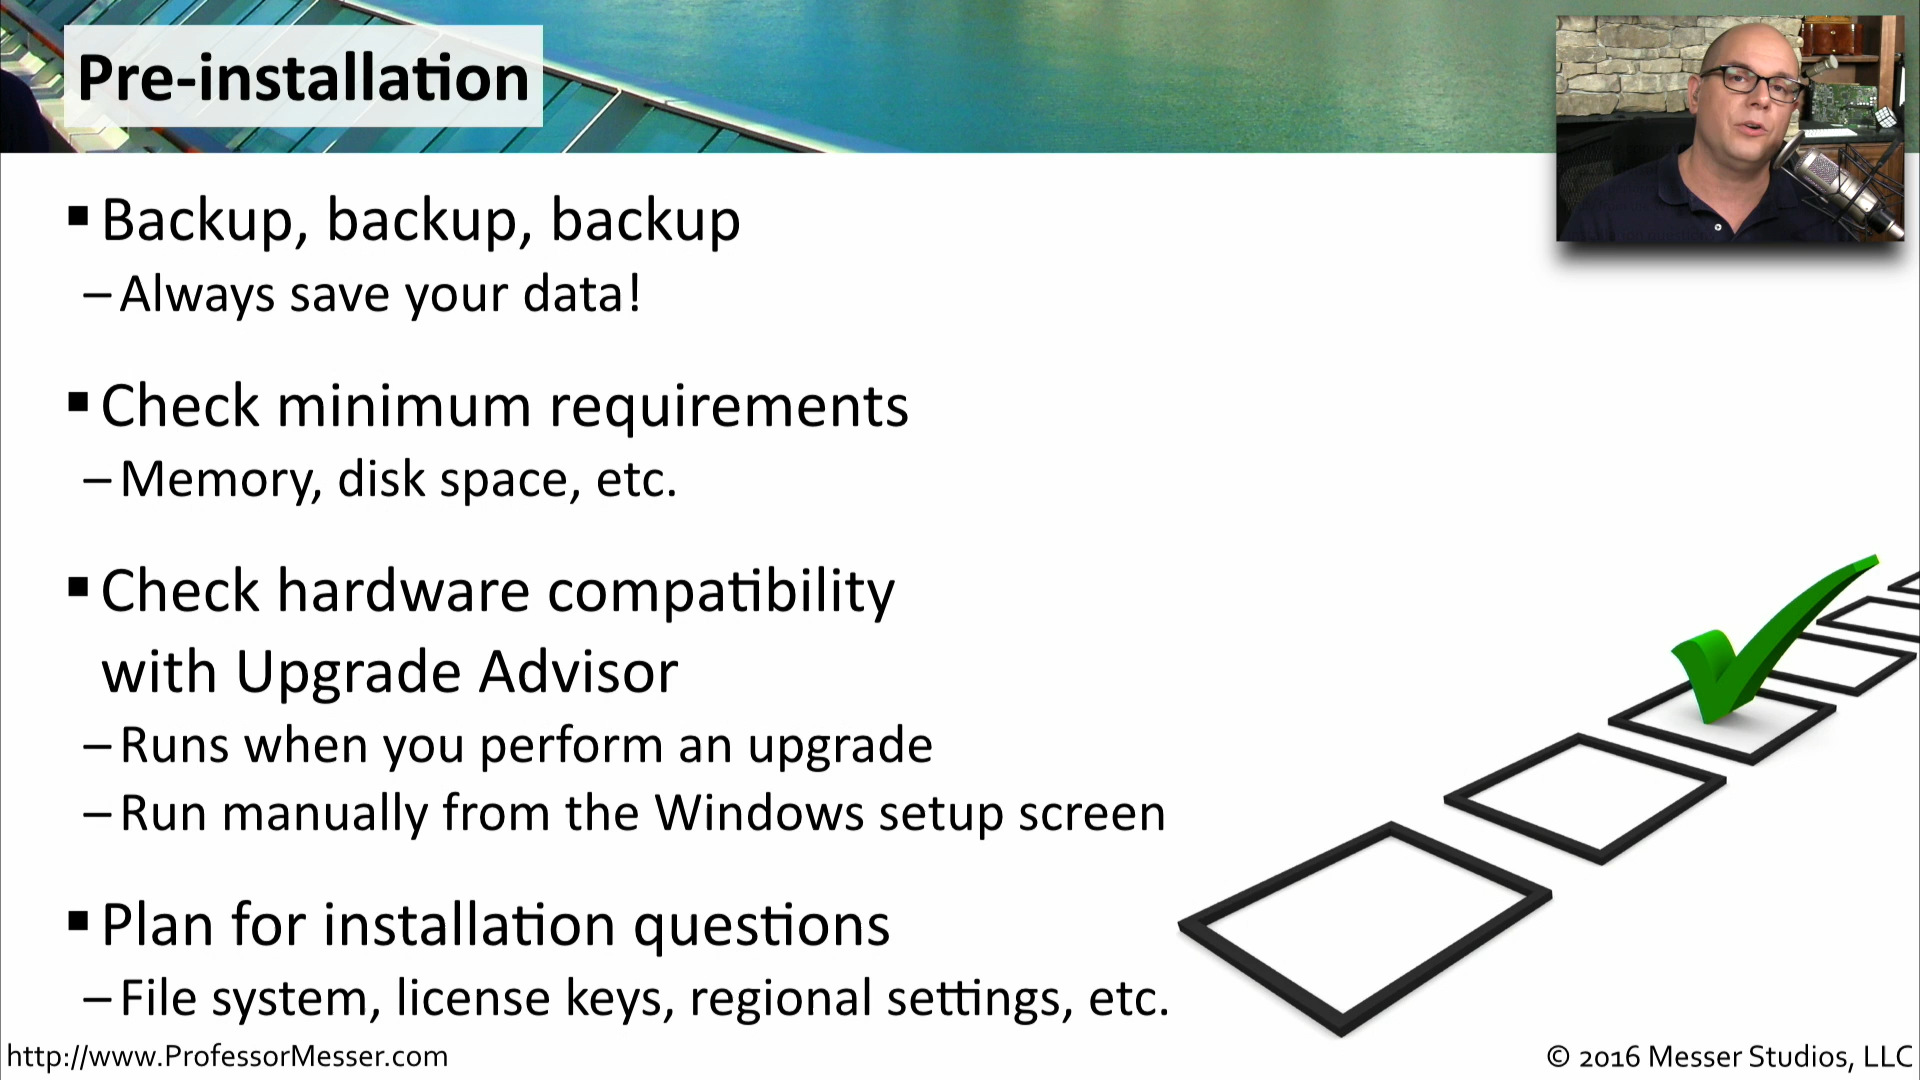 Pre-installation
▪ Backup, backup, backup
– Always save your data!
▪ Check minimum requirements
– Memory, disk space, etc.
▪ Check hardware compatibility
with Upgrade Advisor
– Runs when you perform an upgrade
– Run manually from the Windows setup screen
▪ Plan for installation questions
– File system, license keys, regional settings, etc.
http://www.ProfessorMesser.com
© 2016 Messer Studios, LLC